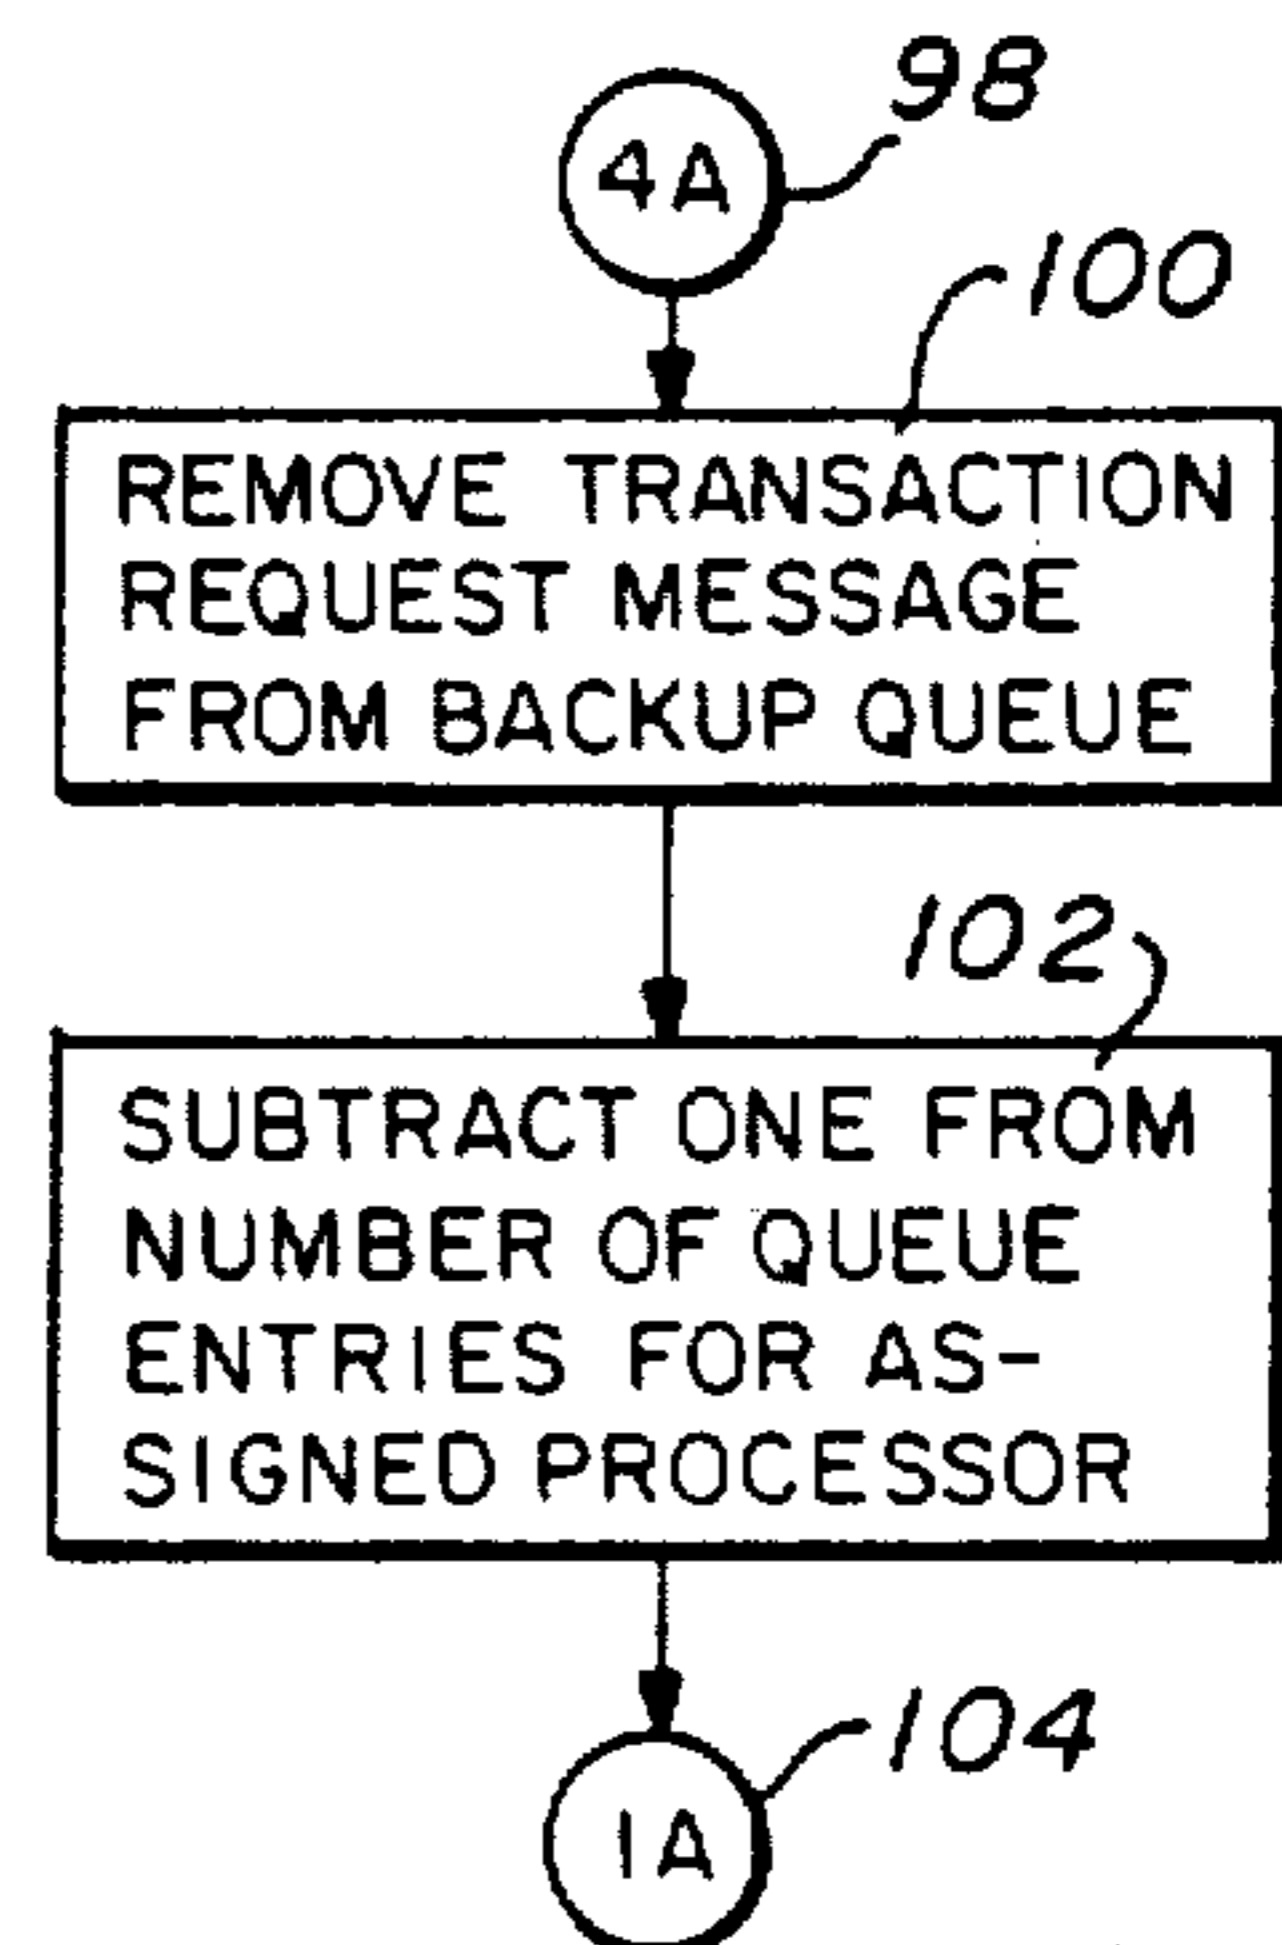 98
4A
100
REMOVE TRANSACTION
REQUEST MESSAGE
FROM BACKUP QUEUE
102
SUBTRACT ONE FROM
NUMBER OF QUEUE
ENTRIES FOR AS-
SIGNED PROCESSOR
104
1A